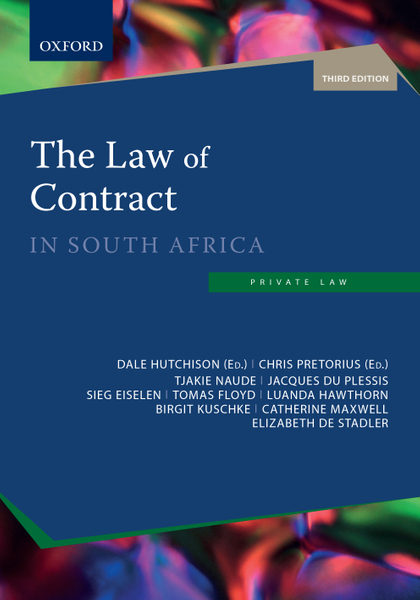 OXFORD
THIRD EDITION
The Law of
Contract
IN SOUTH AFRICA
PRIVATE LAW
DALE HUTCHISON (ED.) | CHRIS PRETORIUS (ED.)
TJAKIE NAUDE | JACQUES DU PLESSIS
SIEG EISELEN | TOMAS FLOYD | LUANDA HAWTHORN
BIRGIT KUSCHKE | CATHERINE MAXWELL
ELIZABETH DE STADLER